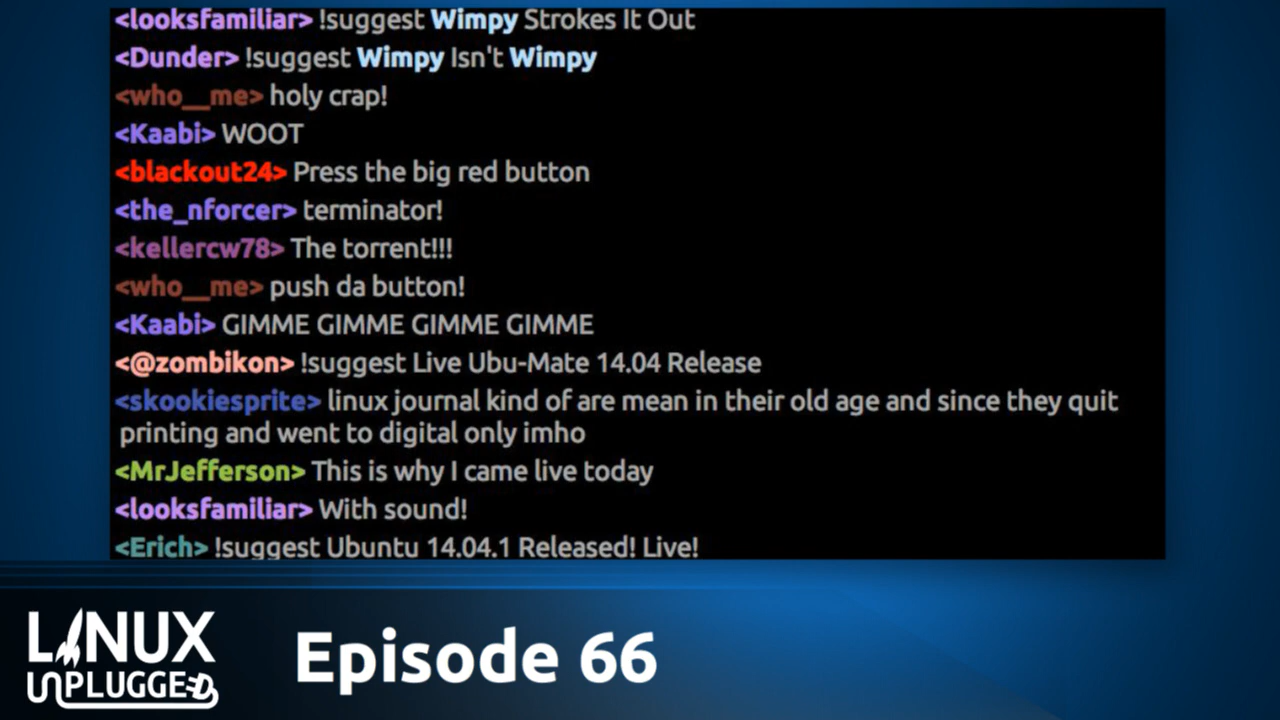 <looksfamiliar> !suggest Wimpy Strokes It Out
<Dunder> !suggest Wimpy Isn't Wimpy
<who__me> holy crap!
<Kaabi> WOOT
<blackout24> Press the big red button
<the_nforcer> terminator!
<kellercw78> The torrent!!!
<who__me> push da button!
<Kaabi> GIMME GIMME GIMME GIMME
<@zombikon> !suggest Live Ubu-Mate 14.04 Release
<skookiesprite> linux journal kind of are mean in their old age and since they quit
printing and went to digital only imho
<MrJefferson> This is why I came live today
<looksfamiliar> With sound!
<Erich> !suggest Ubuntu 14.04.1 Released! Live!
LINUX
UNPLUGGED
Episode 66